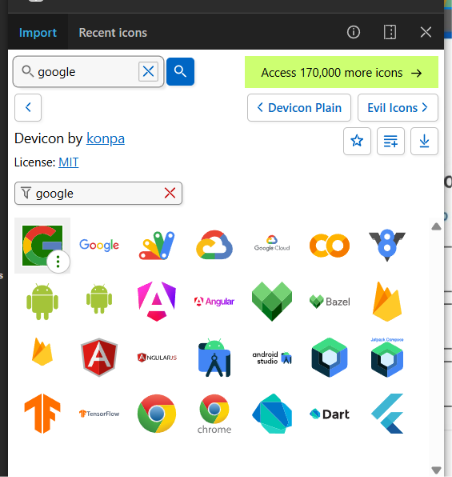 Import Recent icons
google
Access 170,000 more icons →
< Devicon Plain Evil Icons >
Devicon by konpa
License: MIT
google
Google
Google Cloud
Angular
Bazel
ANGULARJS
android
studio
Jetpack Compose
TensorFlow
chrome
Dart